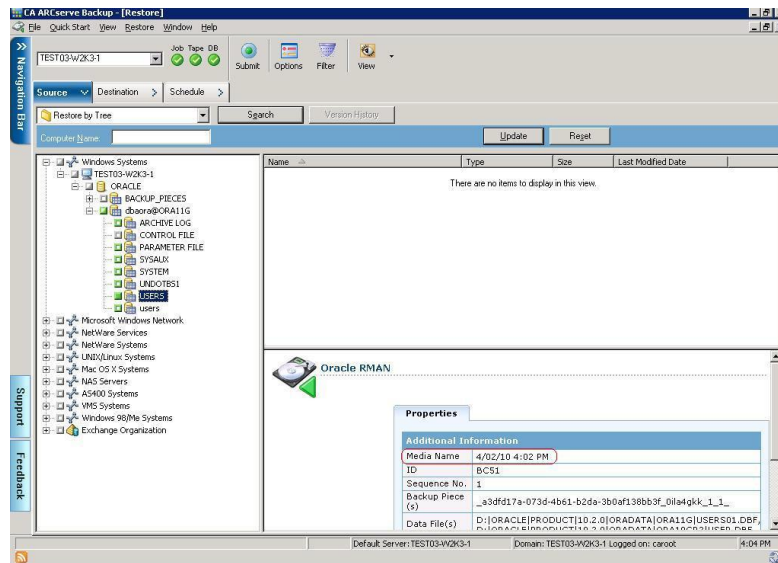 CA ARCserve Backup - [Restore]
File Quick Start View Restore Window Help
Navigation Bar
TEST03-W2K3-1
Job Tape DB
Submit Options Filter View
Source Destination Schedule
Restore by Tree Search Version History
Computer Name: Update Reset
Windows Systems
TEST03-W2K3-1
ORACLE
BACKUP_PIECES
dbaora@ORA11G
ARCHIVE LOG
CONTROL FILE
PARAMETER FILE
SYSAUX
SYSTEM
UNDOTBS1
USERS
users
Microsoft Windows Network
NetWare Services
NetWare Systems
UNIX/Linux Systems
Mac OS X Systems
NAS Servers
AS400 Systems
VMS Systems
Windows 98/Me Systems
Exchange Organization
Name Type Size Last Modified Date
There are no items to display in this view.
Oracle RMAN
Properties
Additional Information
Media Name 4/02/10 4:02 PM
ID BC51
Sequence No. 1
Backup Piece
(s) _a3dfd17a-073d-4b61-b2da-3b0af138bb3f_0ila4gkk_1_1_
Data File(s) D:|ORACLE|PRODUCT|10.2.0|ORADATA|ORA11G|USERS01.DBF,
Support
Feedback
Default Server: TEST03-W2K3-1 Domain: TEST03-W2K3-1 Logged on: caroot 4:04 PM